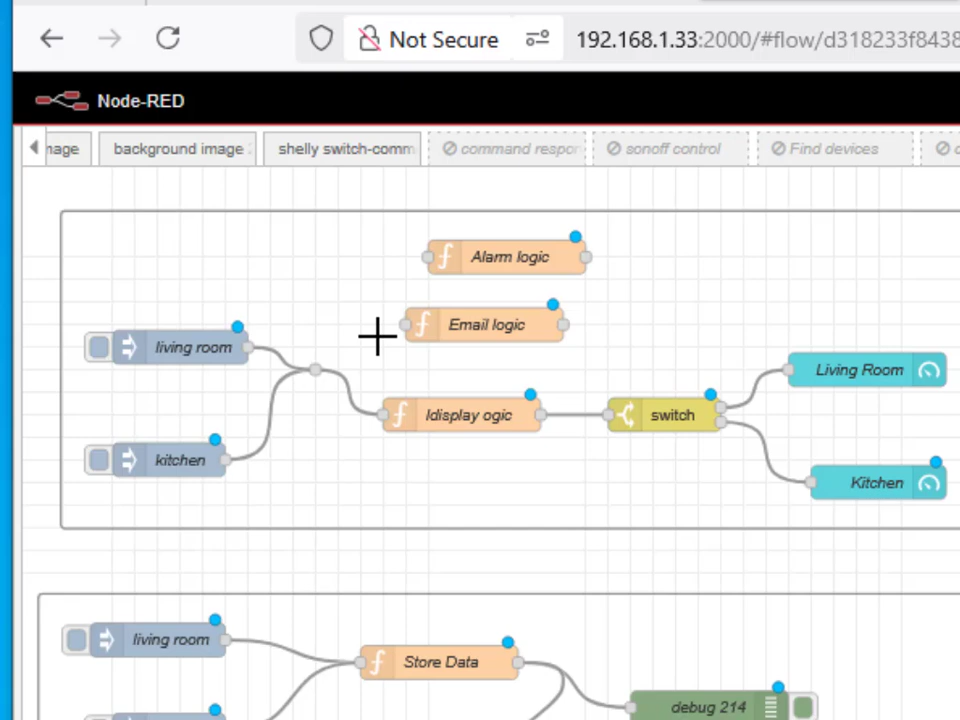 Not Secure 192.168.1.33:2000/#flow/d318233f8438
Node-RED
mage background image shelly switch-comm command respor sonoff control Find devices
Alarm logic
Email logic
living room
Living Room
ldisplay ogic
switch
kitchen
Kitchen
living room
Store Data
debug 214